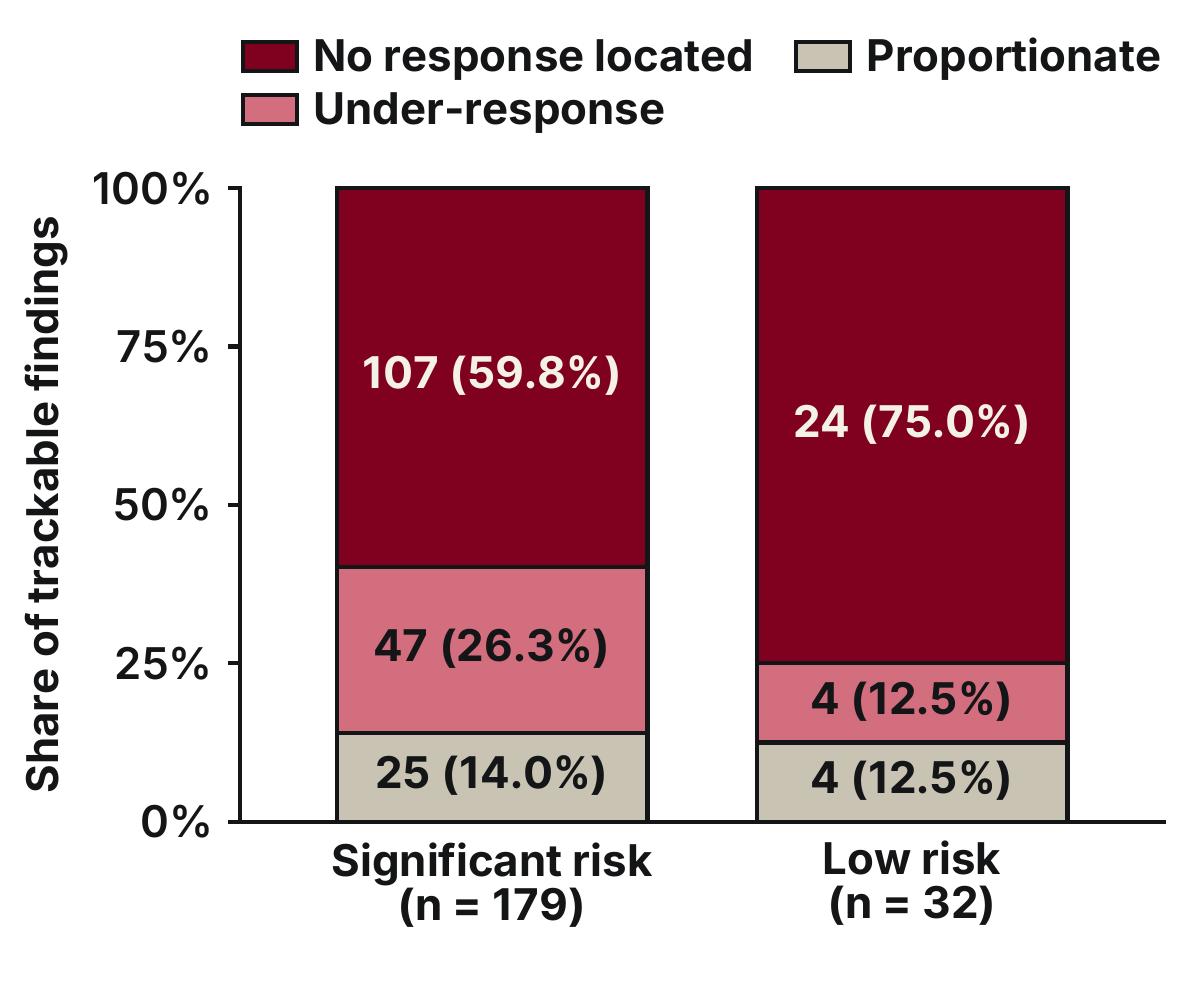 No response located
Proportionate
Under-response
Share of trackable findings
100%
75%
50%
25%
0%
107 (59.8%)
47 (26.3%)
25 (14.0%)
24 (75.0%)
4 (12.5%)
4 (12.5%)
Significant risk
(n = 179)
Low risk
(n = 32)